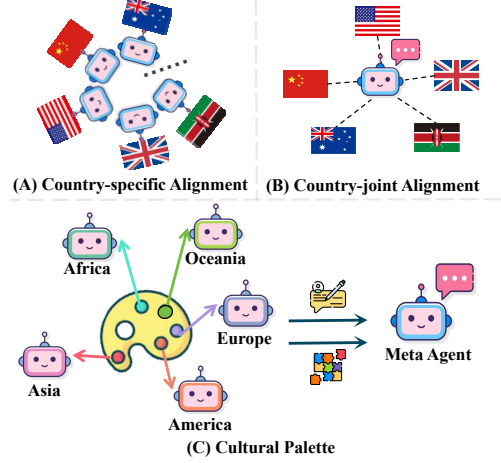 (A) Country-specific Alignment
(B) Country-joint Alignment
Africa
Oceania
Europe
Asia
America
Meta Agent
(C) Cultural Palette